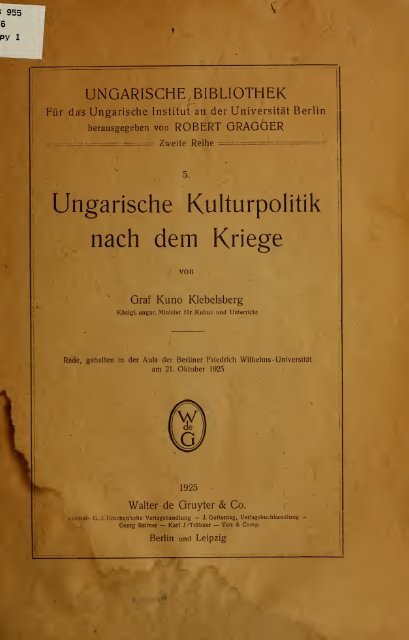 955
6
py 1
UNGARISCHE BIBLIOTHEK
Für das Ungarische Institut an der Universität Berlin
herausgegeben von ROBERT GRAGGER
Zweite Reihe
5.
Ungarische Kulturpolitik
nach dem Kriege
von
Graf Kuno Klebelsberg
Königl. ungar. Minister für Kultus und Unterricht
Rede, gehalten in der Aula der Berliner Friedrich Wilhelms-Universität
am 21. Oktober 1925
W
de
G
1925
Walter de Gruyter & Co.
vormals G. J. Göschen'sche Verlagshandlung — J. Guttentag, Verlagsbuchhandlung —
Georg Reimer — Karl J. Trübner — Veit & Comp.
Berlin und Leipzig